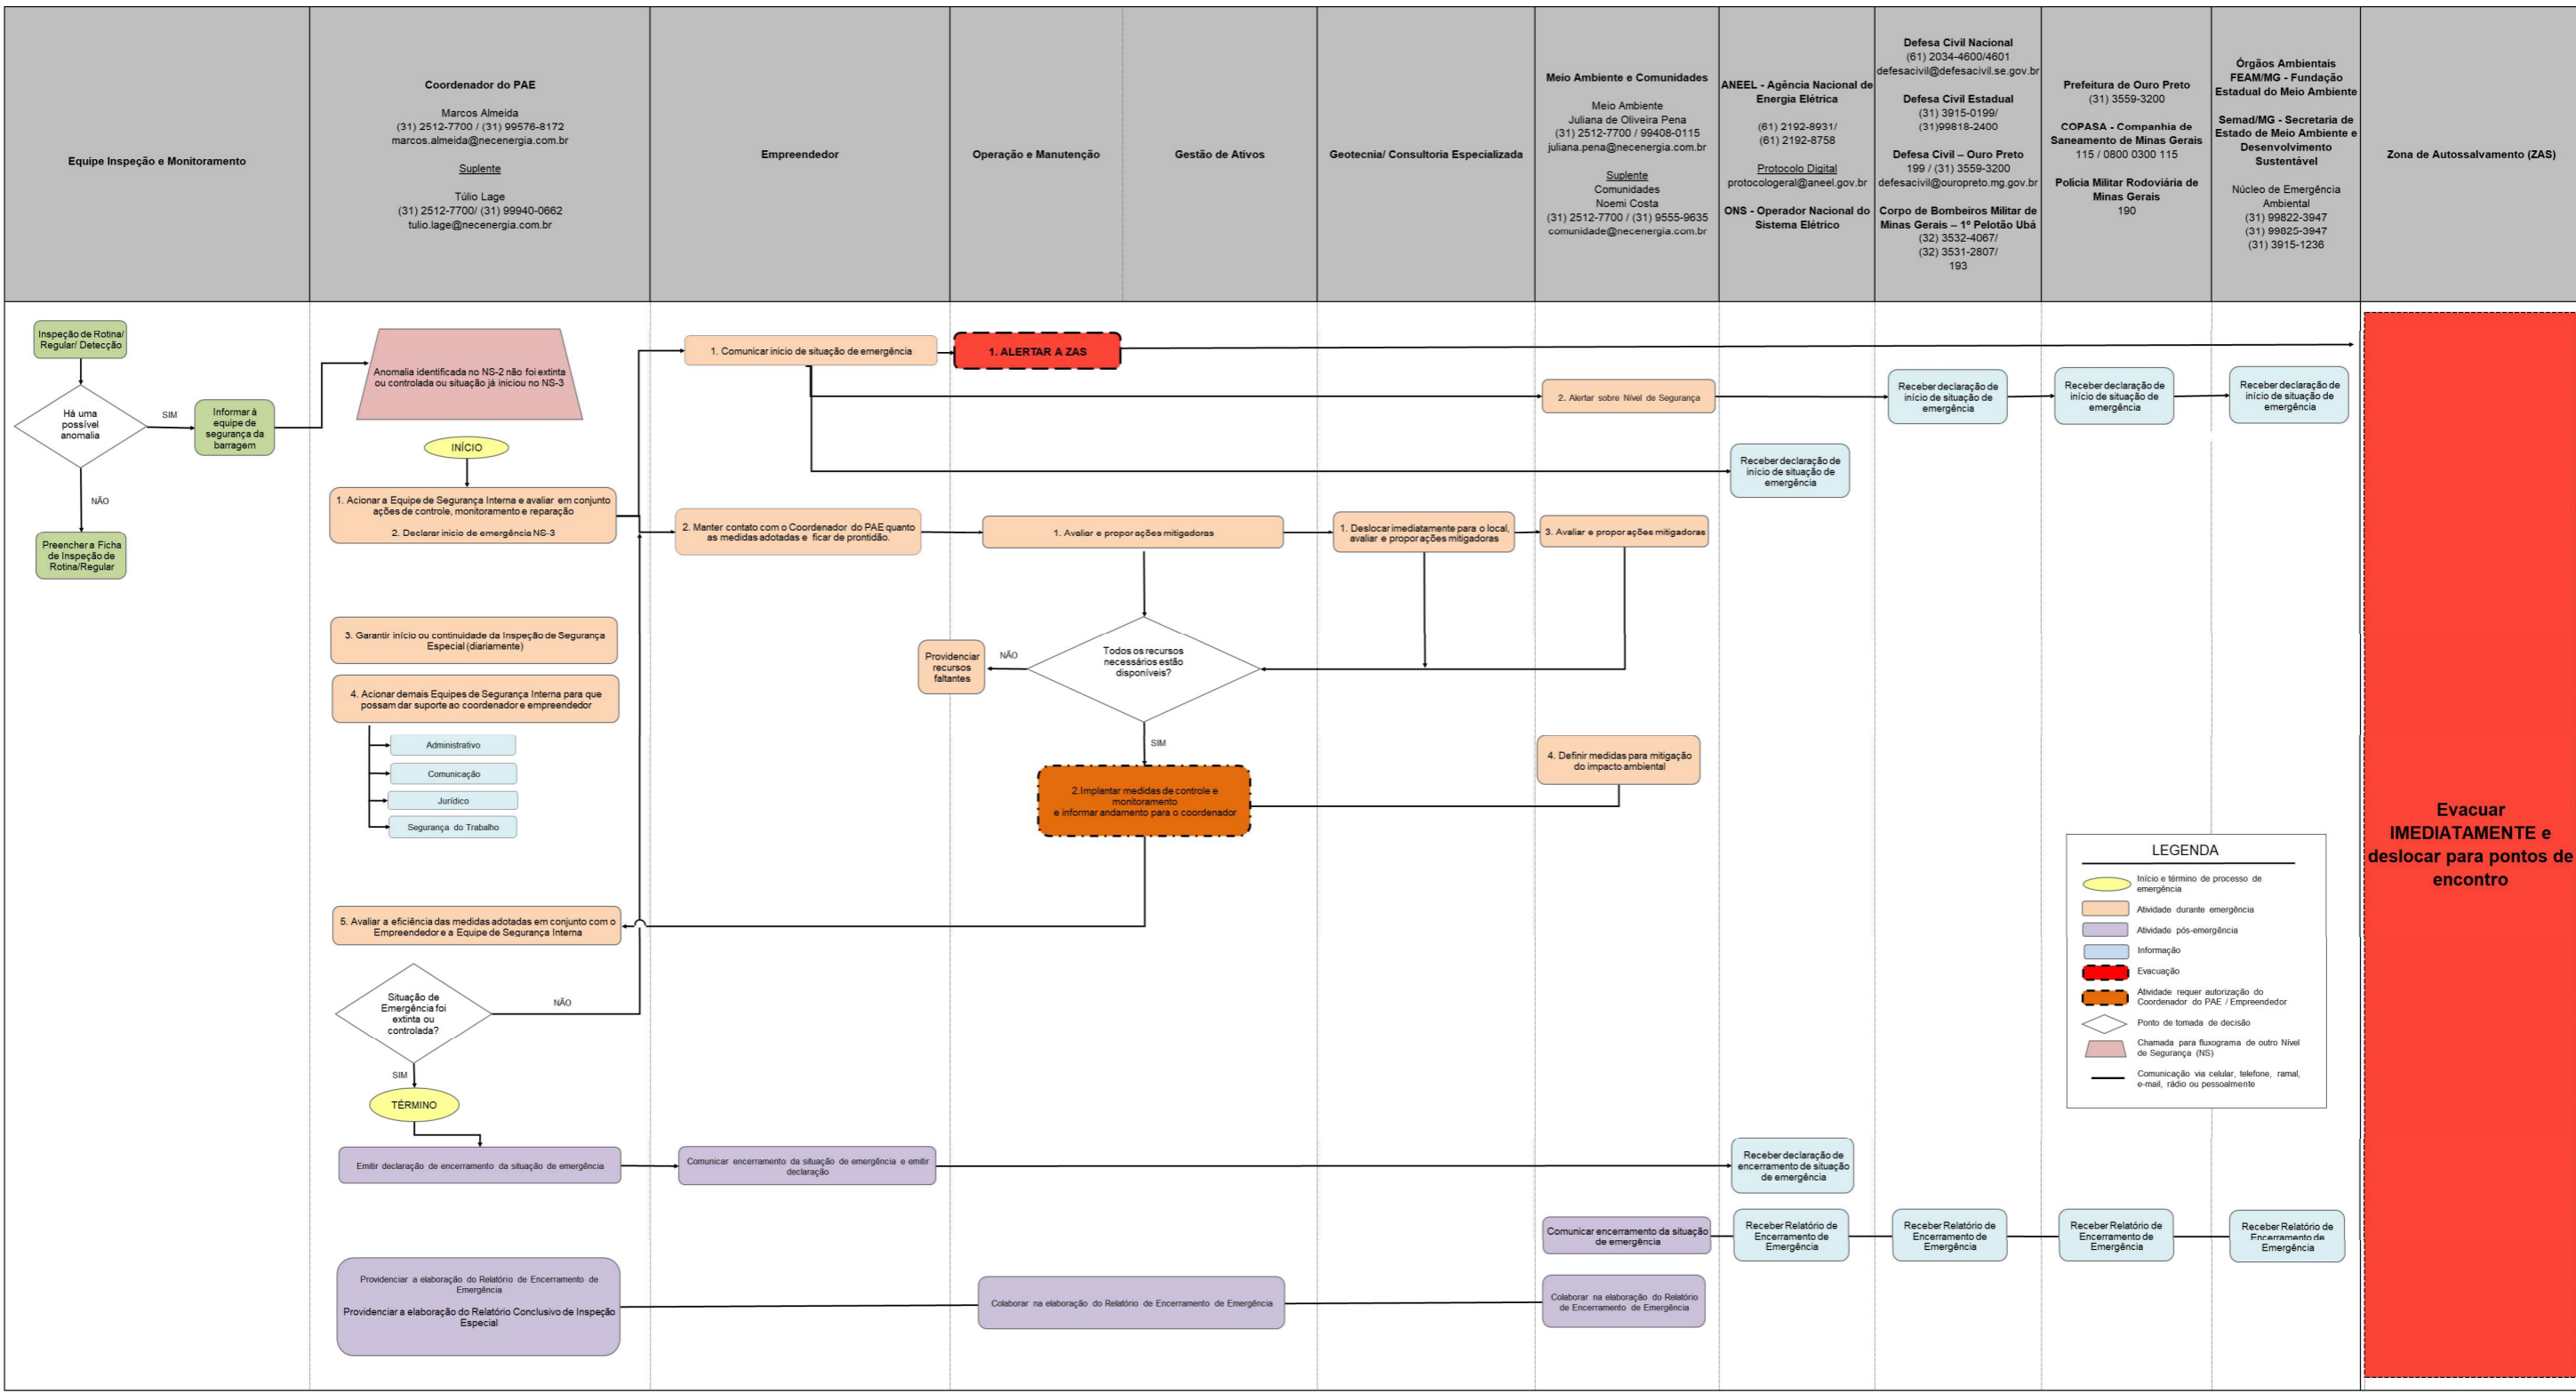 Equipe Inspeção e Monitoramento
Coordenador do PAE
Marcos Almeida
(31) 2512-7700 / (31) 99576-8172
marcos.almeida@necenergia.com.br
Suplente
Túlio Lage
(31) 2512-7700/ (31) 99940-0662
tulio.lage@necenergia.com.br
Empreendedor
Operação e Manutenção
Gestão de Ativos
Geotecnia/ Consultoria Especializada
Meio Ambiente e Comunidades
Meio Ambiente
Juliana de Oliveira Pena
(31) 2512-7700 / 99408-0115
juliana.pena@necenergia.com.br
Suplente
Comunidades
Noemi Costa
(31) 2512-7700 / (31) 9555-9635
comunidade@necenergia.com.br
ANEEL - Agência Nacional de
Energia Elétrica
(61) 2192-8931/
(61) 2192-8758
Protocolo Digital
protocologeral@aneel.gov.br
ONS - Operador Nacional do
Sistema Elétrico
Defesa Civil Nacional
(61) 2034-4600/4601
defesacivil@defesacivil.se.gov.br
Defesa Civil Estadual
(31) 3915-0199/
(31)99818-2400
Defesa Civil – Ouro Preto
199 / (31) 3559-3200
defesacivil@ouropreto.mg.gov.br
Corpo de Bombeiros Militar de
Minas Gerais – 1º Pelotão Ubá
(32) 3532-4067/
(32) 3531-2807/
193
Prefeitura de Ouro Preto
(31) 3559-3200
COPASA - Companhia de
Saneamento de Minas Gerais
115 / 0800 0300 115
Polícia Militar Rodoviária de
Minas Gerais
190
Órgãos Ambientais
FEAM/MG - Fundação
Estadual do Meio Ambiente
Semad/MG - Secretaria de
Estado de Meio Ambiente e
Desenvolvimento
Sustentável
Núcleo de Emergência
Ambiental
(31) 99822-3947
(31) 99825-3947
(31) 3915-1236
Zona de Autossalvamento (ZAS)
Inspeção de Rotina/
Regular/ Detecção
Há uma
possível
anomalia
SIM
Informar à
equipe de
segurança da
barragem
NÃO
Preencher a Ficha
de Inspeção de
Rotina/Regular
Anomalia identificada no NS-2 não foi extinta
ou controlada ou situação já iniciou no NS-3
INÍCIO
1. Acionar a Equipe de Segurança Interna e avaliar em conjunto
ações de controle, monitoramento e reparação
2. Declarar inicio de emergência NS-3
1. Comunicar inicio de situação de emergência
1. ALERTAR A ZAS
2. Alertar sobre Nível de Segurança
Receber declaração de
início de situação de
emergência
Receber declaração de
início de situação de
emergência
Receber declaração de
início de situação de
emergência
Receber declaração de
início de situação de
emergência
2. Manter contato com o Coordenador do PAE quanto
as medidas adotadas e ficar de prontidão.
1. Avaliar e propor ações mitigadoras
1. Deslocar imediatamente para o local,
avaliar e propor ações mitigadoras
3. Avaliar e propor ações mitigadoras
3. Garantir início ou continuidade da Inspeção de Segurança
Especial (diariamente)
Providenciar
recursos
faltantes
NÃO
Todos os recursos
necessários estão
disponíveis?
4. Acionar demais Equipes de Segurança Interna para que
possam dar suporte ao coordenador e empreendedor
Administrativo
Comunicação
Jurídico
Segurança do Trabalho
SIM
2.Implantar medidas de controle e
monitoramento
e informar andamento para o coordenador
4. Definir medidas para mitigação
do impacto ambiental
5. Avaliar a eficiência das medidas adotadas em conjunto com o
Empreendedor e a Equipe de Segurança Interna
Situação de
Emergência foi
extinta ou
controlada?
NÃO
SIM
TÉRMINO
Evacuar
IMEDIATAMENTE e
deslocar para pontos de
encontro
LEGENDA
Início e término de processo de
emergência
Atividade durante emergência
Atividade pós-emergência
Informação
Evacuação
Atividade requer autorização do
Coordenador do PAE / Empreendedor
Ponto de tomada de decisão
Chamada para fluxograma de outro Nível
de Segurança (NS)
Comunicação via celular, telefone, ramal,
e-mail, rádio ou pessoalmente
Emitir declaração de encerramento da situação de emergência
Comunicar encerramento da situação de emergência e emitir
declaração
Receber declaração de
encerramento de situação
de emergência
Comunicar encerramento da situação
de emergência
Receber Relatório de
Encerramento de
Emergência
Receber Relatório de
Encerramento de
Emergência
Receber Relatório de
Encerramento de
Emergência
Receber Relatório de
Encerramento de
Emergência
Providenciar a elaboração do Relatório de Encerramento de
Emergência
Providenciar a elaboração do Relatório Conclusivo de Inspeção
Especial
Colaborar na elaboração do Relatório de Encerramento de Emergência
Colaborar na elaboração do Relatório
de Encerramento de Emergência